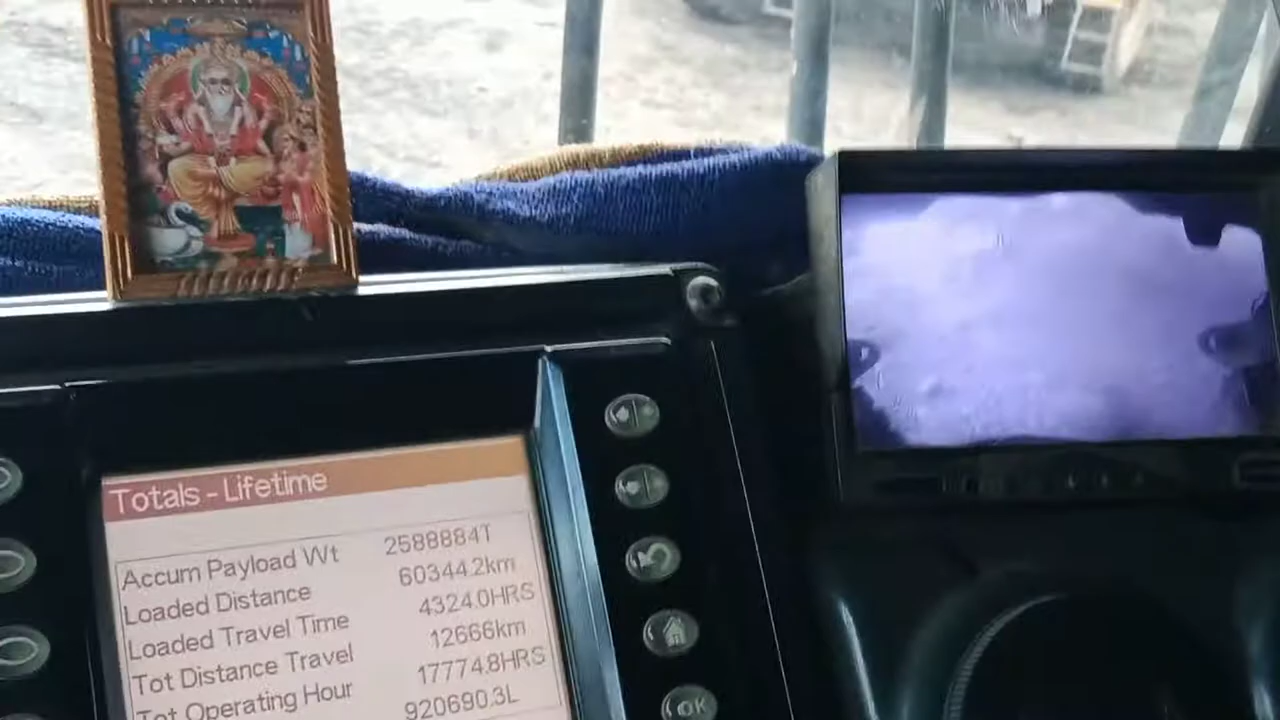 Totals - Lifetime
Accum Payload Wt 2588884T
Loaded Distance 60344.2km
Loaded Travel Time 4324.0HRS
Tot Distance Travel 12666km
Tot Operating Hour 17774.8HRS
920690.3L
OK